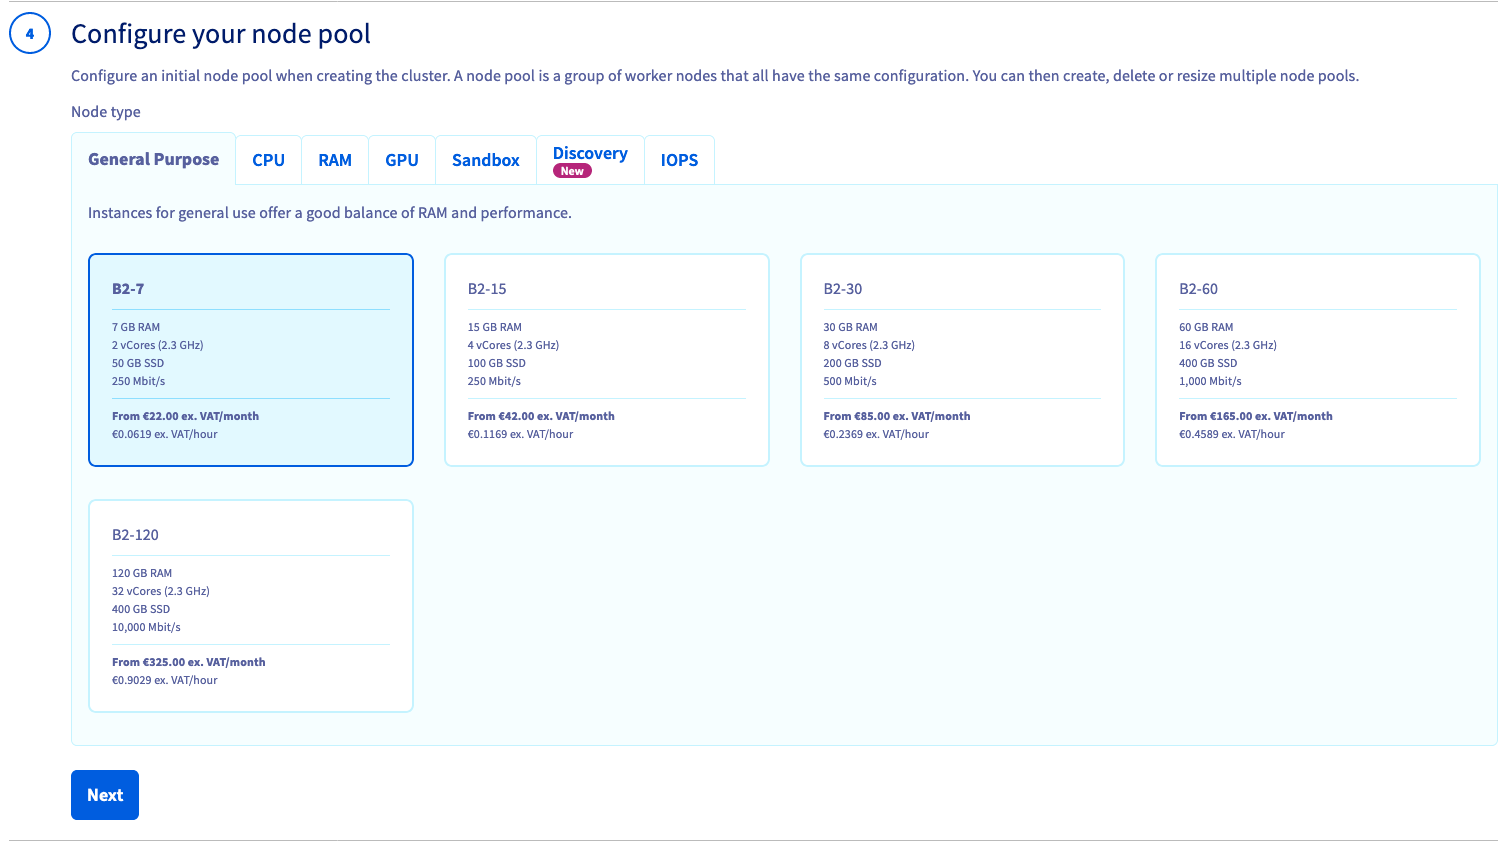 4
Configure your node pool
Configure an initial node pool when creating the cluster. A node pool is a group of worker nodes that all have the same configuration. You can then create, delete or resize multiple node pools.
Node type
General Purpose
CPU
RAM
GPU
Sandbox
Discovery
New
IOPS
Instances for general use offer a good balance of RAM and performance.
B2-7
7 GB RAM
2 vCores (2.3 GHz)
50 GB SSD
250 Mbit/s
From €22.00 ex. VAT/month
€0.0619 ex. VAT/hour
B2-15
15 GB RAM
4 vCores (2.3 GHz)
100 GB SSD
250 Mbit/s
From €42.00 ex. VAT/month
€0.1169 ex. VAT/hour
B2-30
30 GB RAM
8 vCores (2.3 GHz)
200 GB SSD
500 Mbit/s
From €85.00 ex. VAT/month
€0.2369 ex. VAT/hour
B2-60
60 GB RAM
16 vCores (2.3 GHz)
400 GB SSD
1,000 Mbit/s
From €165.00 ex. VAT/month
€0.4589 ex. VAT/hour
B2-120
120 GB RAM
32 vCores (2.3 GHz)
400 GB SSD
10,000 Mbit/s
From €325.00 ex. VAT/month
€0.9029 ex. VAT/hour
Next